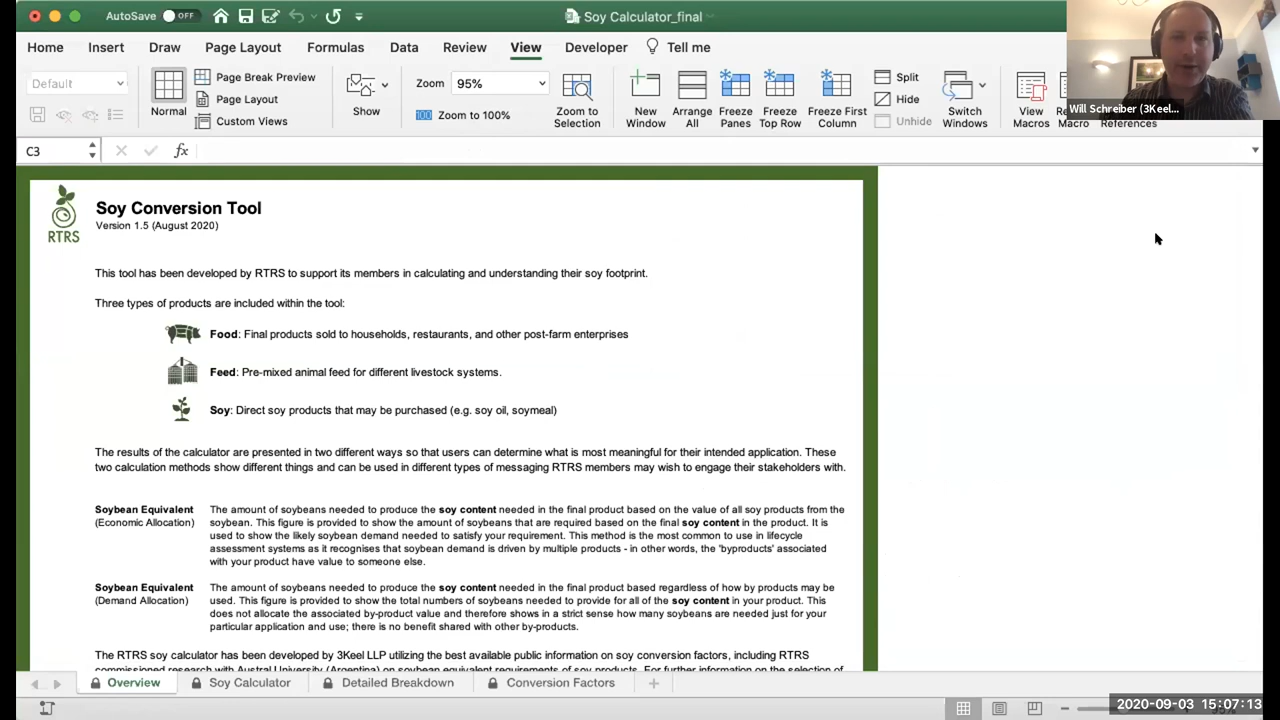 AutoSave OFF
Soy Calculator_final
Home Insert Draw Page Layout Formulas Data Review View Developer Tell me
Default
Normal
Page Break Preview
Page Layout
Custom Views
Show
Zoom 95%
Zoom to 100%
Zoom to
Selection
New
Window
Arrange
All
Freeze
Panes
Freeze
Top Row
Freeze First
Column
Split
Hide
Unhide
Switch
Windows
View
Macros
Macro
References
Will Schreiber (3Keel...
C3
fx
RTRS
Soy Conversion Tool
Version 1.5 (August 2020)
This tool has been developed by RTRS to support its members in calculating and understanding their soy footprint.
Three types of products are included within the tool:
Food: Final products sold to households, restaurants, and other post-farm enterprises
Feed: Pre-mixed animal feed for different livestock systems.
Soy: Direct soy products that may be purchased (e.g. soy oil, soymeal)
The results of the calculator are presented in two different ways so that users can determine what is most meaningful for their intended application. These
two calculation methods show different things and can be used in different types of messaging RTRS members may wish to engage their stakeholders with.
Soybean Equivalent
(Economic Allocation)
The amount of soybeans needed to produce the soy content needed in the final product based on the value of all soy products from the
soybean. This figure is provided to show the amount of soybeans that are required based on the final soy content in the product. It is
used to show the likely soybean demand needed to satisfy your requirement. This method is the most common to use in lifecycle
assessment systems as it recognises that soybean demand is driven by multiple products - in other words, the 'byproducts' associated
with your product have value to someone else.
Soybean Equivalent
(Demand Allocation)
The amount of soybeans needed to produce the soy content needed in the final product based regardless of how by products may be
used. This figure is provided to show the total numbers of soybeans needed to provide for all of the soy content in your product. This
does not allocate the associated by-product value and therefore shows in a strict sense how many soybeans are needed just for your
particular application and use; there is no benefit shared with other by-products.
The RTRS soy calculator has been developed by 3Keel LLP utilizing the best available public information on soy conversion factors, including RTRS
commissioned research with Austral University (Argentina) on soybean equivalent requirements of soy products. For further information on the selection of
Overview Soy Calculator Detailed Breakdown Conversion Factors
2020-09-03 15:07:13